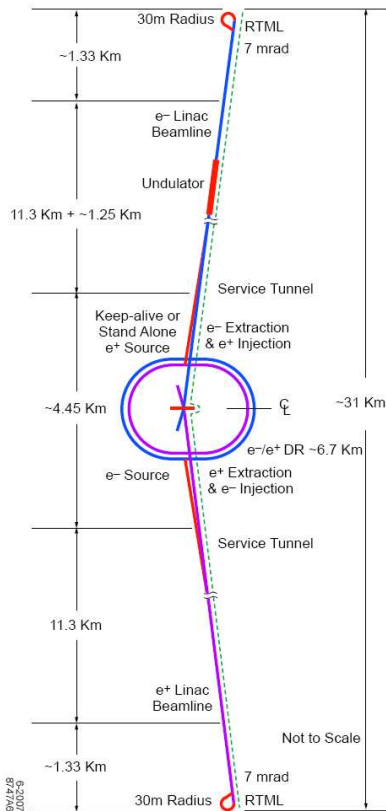 30m Radius
RTML
~1.33 Km
7 mrad
e– Linac
Beamline
Undulator
11.3 Km + ~1.25 Km
Service Tunnel
Keep-alive or
Stand Alone
e+ Source
e– Extraction
& e+ Injection
~4.45 Km
℄
~31 Km
e–/e+ DR ~6.7 Km
e– Source
e+ Extraction
& e– Injection
Service Tunnel
11.3 Km
e+ Linac
Beamline
Not to Scale
~1.33 Km
7 mrad
30m Radius
RTML
6-2007
8747A6